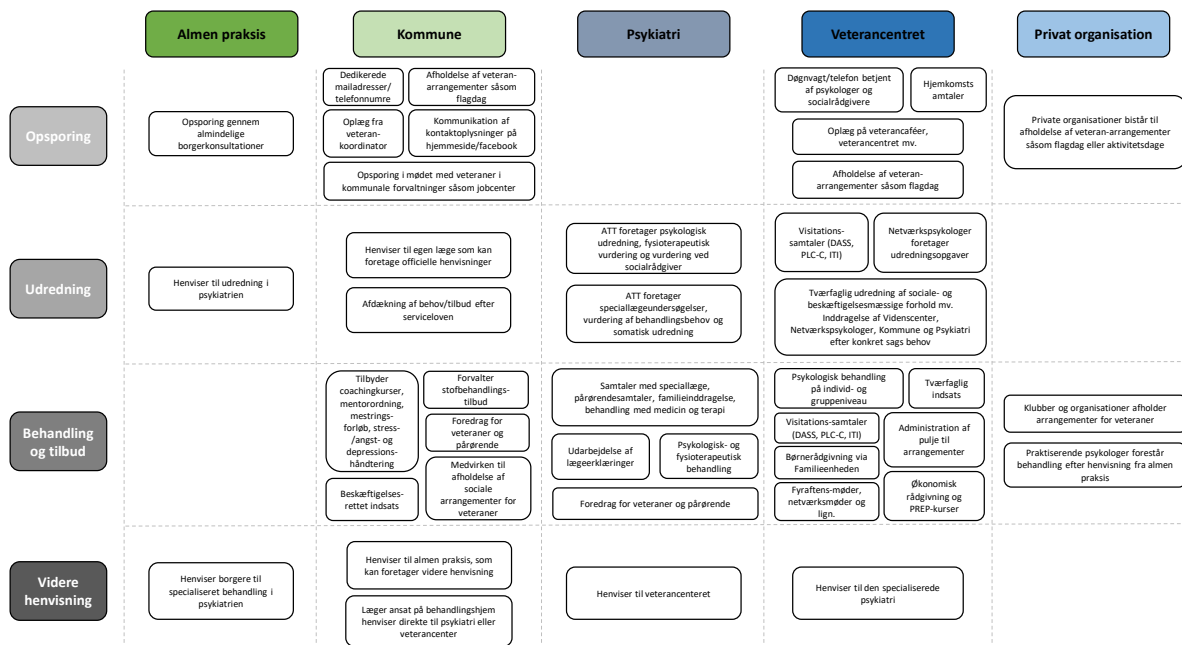 Almen praksis
Kommune
Psykiatri
Veterancentret
Privat organisation
Opsporing
Opsporing gennem
almindelige
borgerkonsultationer
Dedikerede
mailadresser/
telefonnumre
Afholdelse af veteran-
arrangementer såsom
flagdag
Oplæg fra
veteran-
koordinator
Kommunikation af
kontaktoplysninger på
hjemmeside/facebook
Opsporing i mødet med veteraner i
kommunale forvaltninger såsom jobcenter
Døgnvagt/telefon betjent
af psykologer og
socialrådgivere
Hjemkomsts
amtaler
Oplæg på veterancaféer,
veterancentret mv.
Afholdelse af veteran-
arrangementer såsom flagdag
Private organisationer bistår til
afholdelse af veteran-arrangementer
såsom flagdag eller aktivitetsdage
Udredning
Henviser til udredning i
psykiatrien
Henviser til egen læge som kan
foretage officielle henvisninger
Afdækning af behov/tilbud efter
serviceloven
ATT foretager psykologisk
udredning, fysioterapeutisk
vurdering og vurdering ved
socialrådgiver
ATT foretager
speciallægeundersøgelser,
vurdering af behandlingsbehov og
somatisk udredning
Visitations-
samtaler (DASS,
PLC-C, ITI)
Netværkspsykologer
foretager
udredningsopgaver
Tværfaglig udredning af sociale- og
beskæftigelsesmæssige forhold mv.
Inddragelse af Videnscenter,
Netværkspsykologer, Kommune og Psykiatri
efter konkret sags behov
Behandling
og tilbud
Tilbyder
coachingkurser,
mentorordning,
mestrings-
forløb, stress-
/angst- og
depressions-
håndtering
Forvalter
stofbehandlings-
tilbud
Foredrag for
veteraner og
pårørende
Beskæftigelses-
rettet indsats
Medvirken til
afholdelse af
sociale
arrangementer for
veteraner
Samtaler med speciallæge,
pårørendesamtaler, familieinddragelse,
behandling med medicin og terapi
Udarbejdelse af
lægeerklæringer
Psykologisk- og
fysioterapeutisk
behandling
Foredrag for veteraner og pårørende
Psykologisk behandling
på individ- og
gruppeniveau
Tværfaglig
indsats
Visitations-samtaler
(DASS, PLC-C, ITI)
Administration af
pulje til
arrangementer
Børnerådgivning via
Familieenheden
Fyraftens-møder,
netværksmøder og
lign.
Økonomisk
rådgivning og
PREP-kurser
Klubber og organisationer afholder
arrangementer for veteraner
Praktiserende psykologer forestår
behandling efter henvisning fra almen
praksis
Videre
henvisning
Henviser borgere til
specialiseret behandling i
psykiatrien
Henviser til almen praksis, som
kan foretager videre henvisning
Læger ansat på behandlingshjem
henviser direkte til psykiatri eller
veterancenter
Henviser til veterancenteret
Henviser til den specialiserede
psykiatri